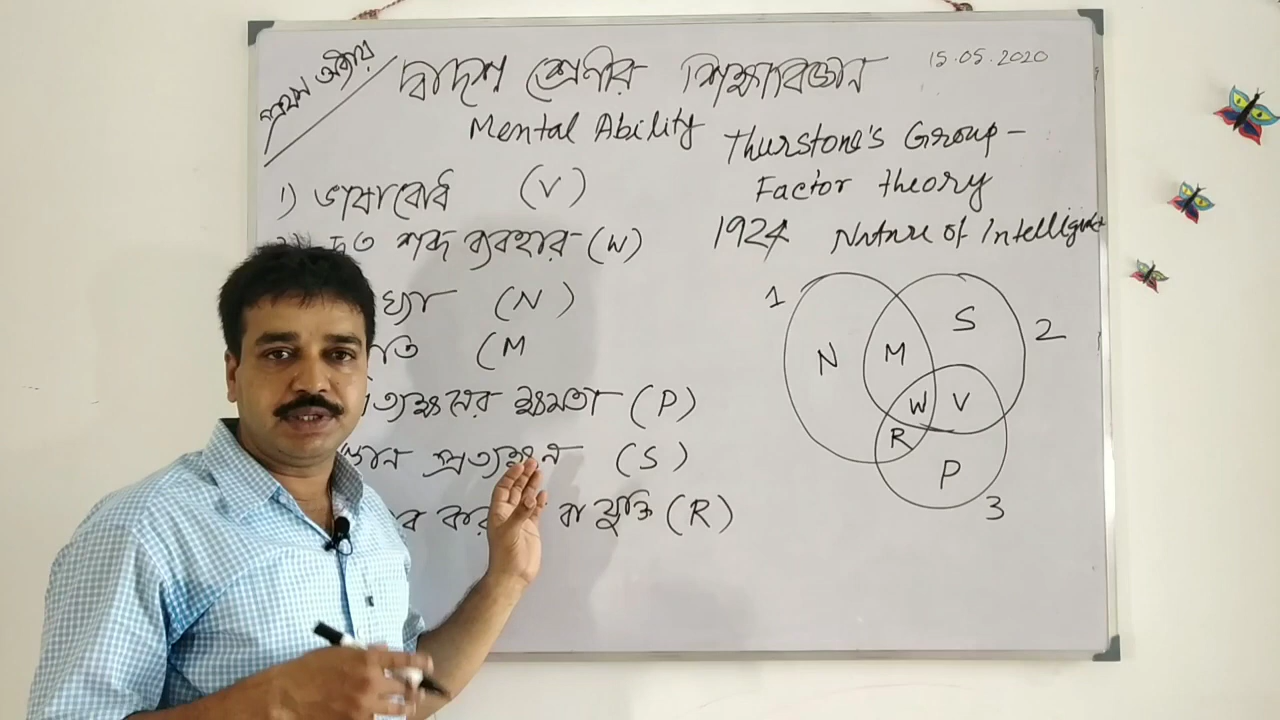 প্রথম অধ্যায়
দ্বাদশ শ্রেণীর শিক্ষাবিজ্ঞান
15.05.2020
Mental Ability
Thurstone's Group-
Factor theory
1924 Nature of Intelligence
1) ভাষাবোধ (V)
শব্দ ব্যবহার (W)
(N)
(M
ক্ষমতা (P)
প্রত্যক্ষণ (S)
বা যুক্তি (R)
1
2
3
N
M
S
W
V
R
P